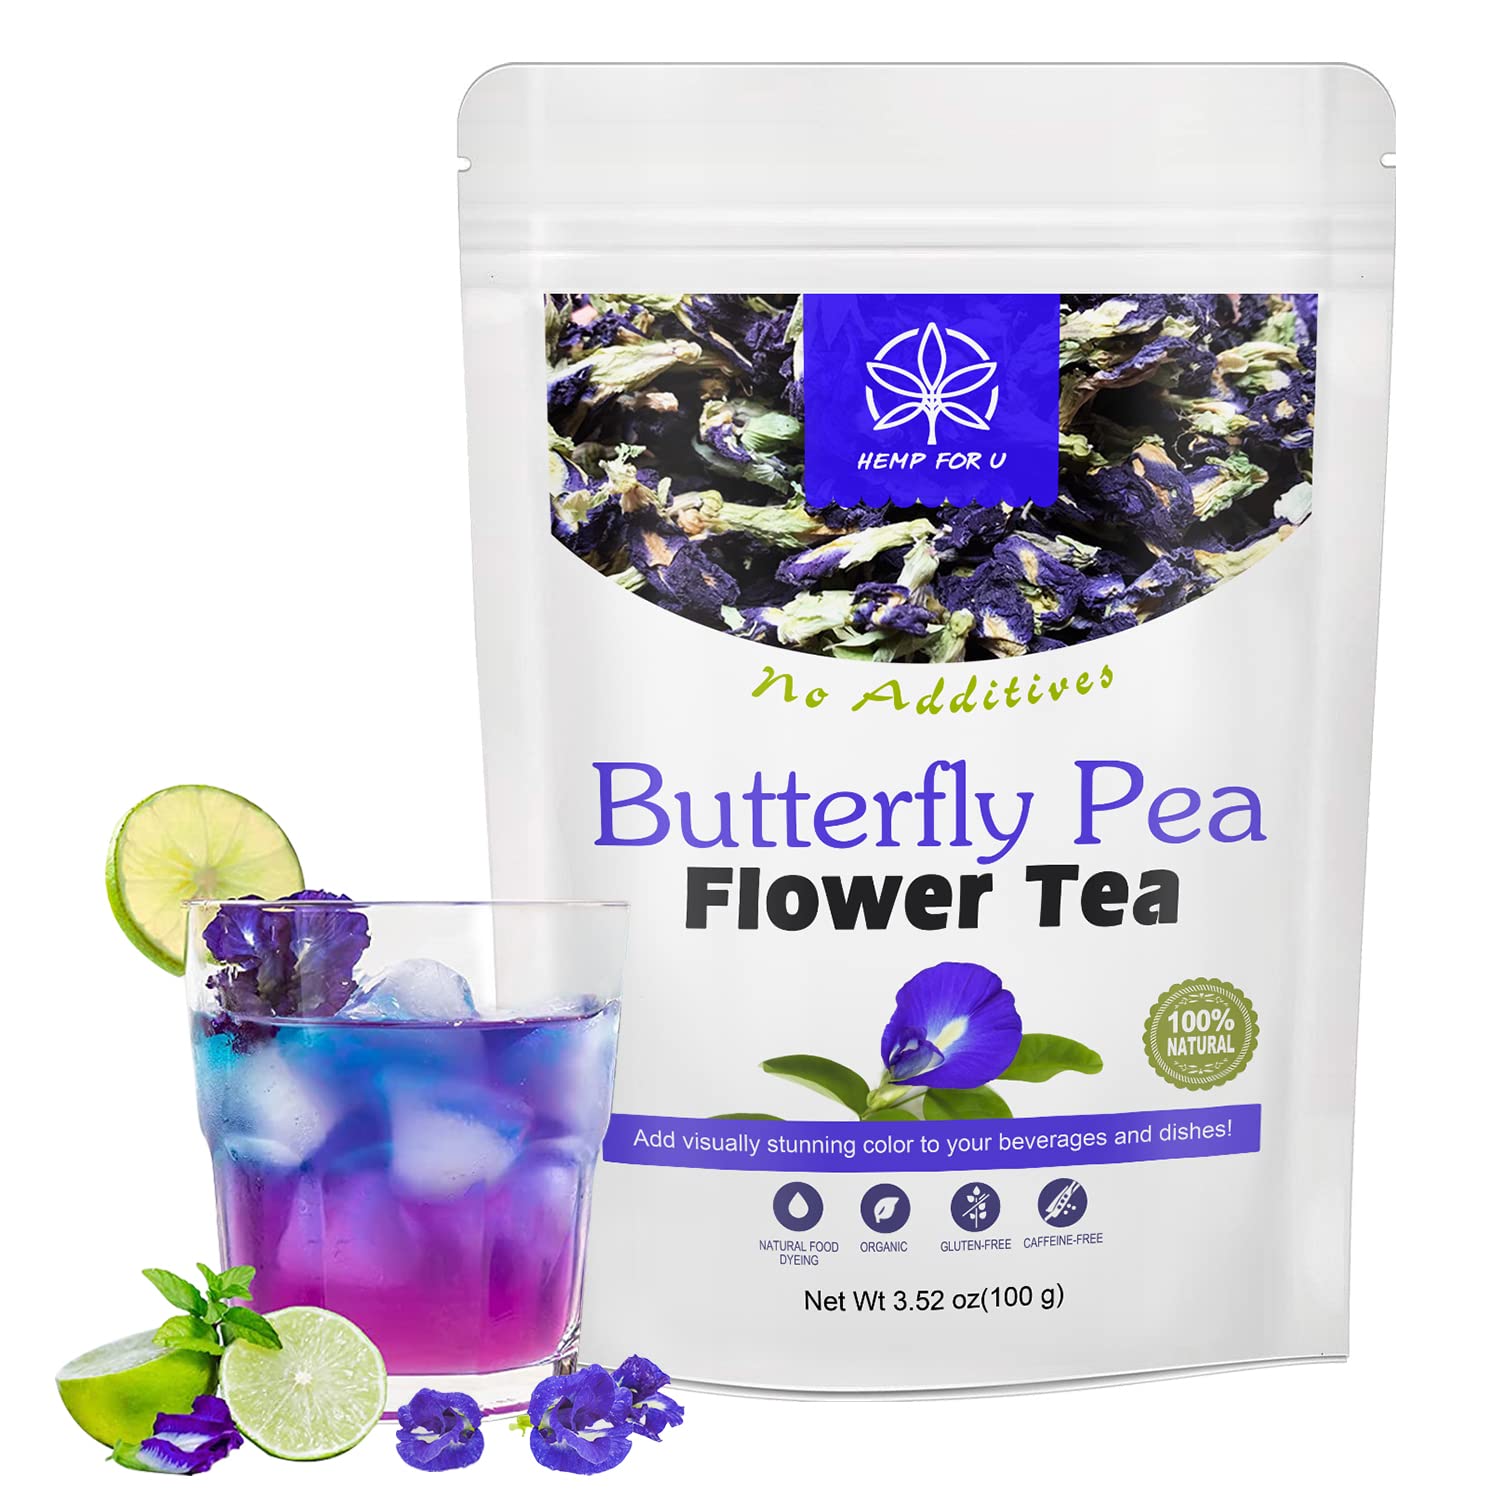 HEMP FOR U
No Additives
Butterfly Pea
Flower Tea
100%
NATURAL
Add visually stunning color to your beverages and dishes!
NATURAL FOOD
DYEING
ORGANIC
GLUTEN-FREE
CAFFEINE-FREE
Net Wt 3.52 oz(100 g)